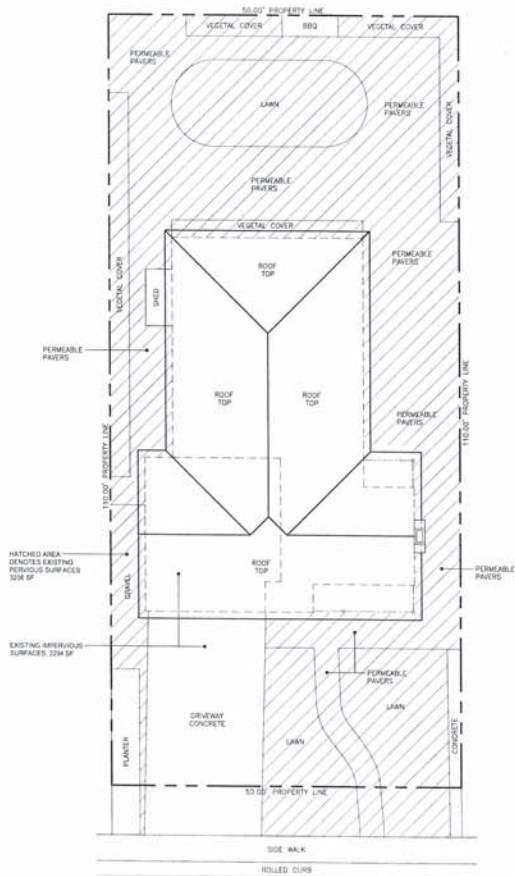 50.00' PROPERTY LINE
VEGETAL COVER
BBQ
VEGETAL COVER
PERMEABLE
PAVERS
LAWN
PERMEABLE
PAVERS
VEGETAL COVER
PERMEABLE
PAVERS
VEGETAL COVER
VEGETAL COVER
ROOF
TOP
PERMEABLE
PAVERS
SHED
PERMEABLE
PAVERS
ROOF
TOP
ROOF
TOP
110.00' PROPERTY LINE
PERMEABLE
PAVERS
110.00' PROPERTY LINE
HATCHED AREA
DENOTES EXISTING
PERVIOUS SURFACES
ROOF
TOP
GRAVEL
PERMEABLE
PAVERS
EXISTING IMPERVIOUS
SURFACES, 2294 SF
PERMEABLE
PAVERS
DRIVEWAY
CONCRETE
LAWN
LAWN
PLANTER
CONCRETE
50.00' PROPERTY LINE
SIDE WALK
ROLLED CURB